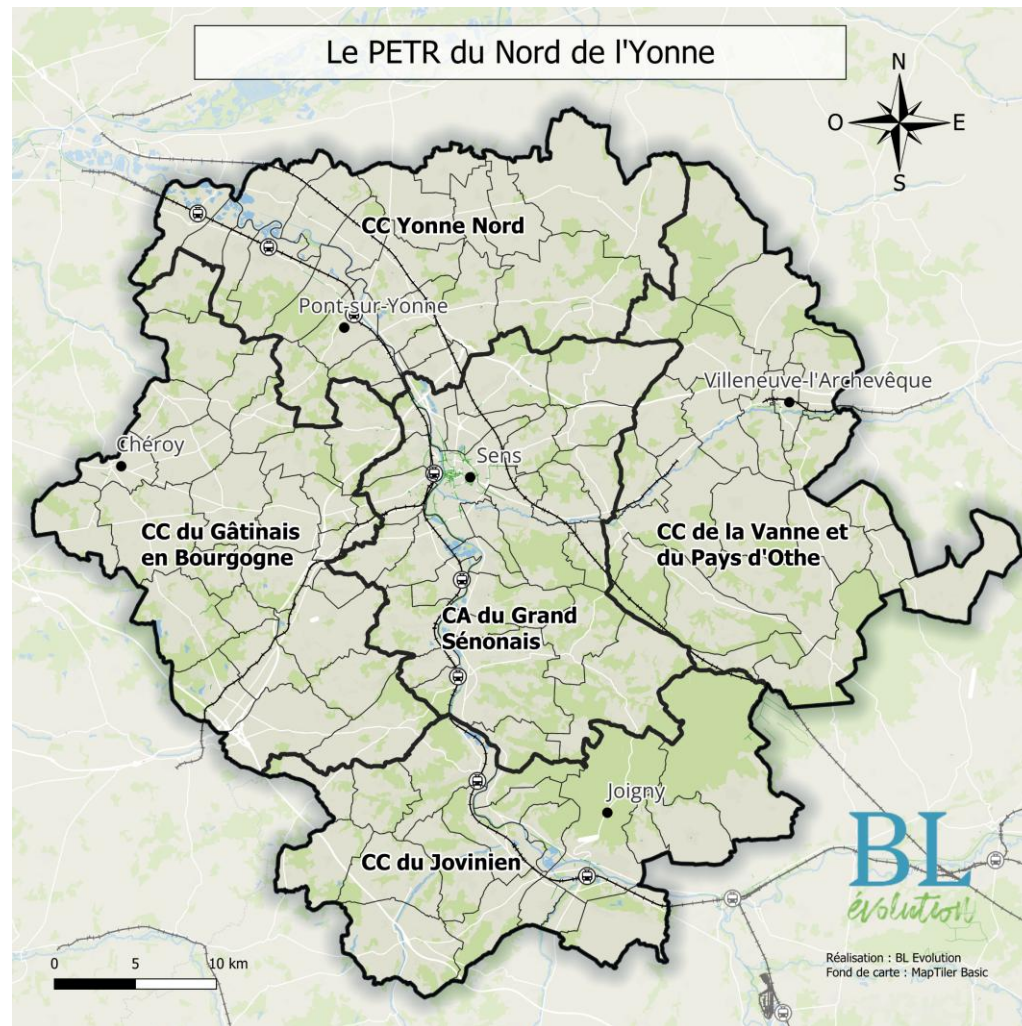 Le PETR du Nord de l'Yonne
N
O
E
S
CC Yonne Nord
Pont-sur-Yonne
Villeneuve-l'Archevêque
Chéroy
Sens
CC du Gâtinais
en Bourgogne
CC de la Vanne et
du Pays d'Othe
CA du Grand
Sénonais
Joigny
CC du Jovinien
BL
évolution
0 5 10 km
Réalisation : BL Evolution
Fond de carte : MapTiler Basic